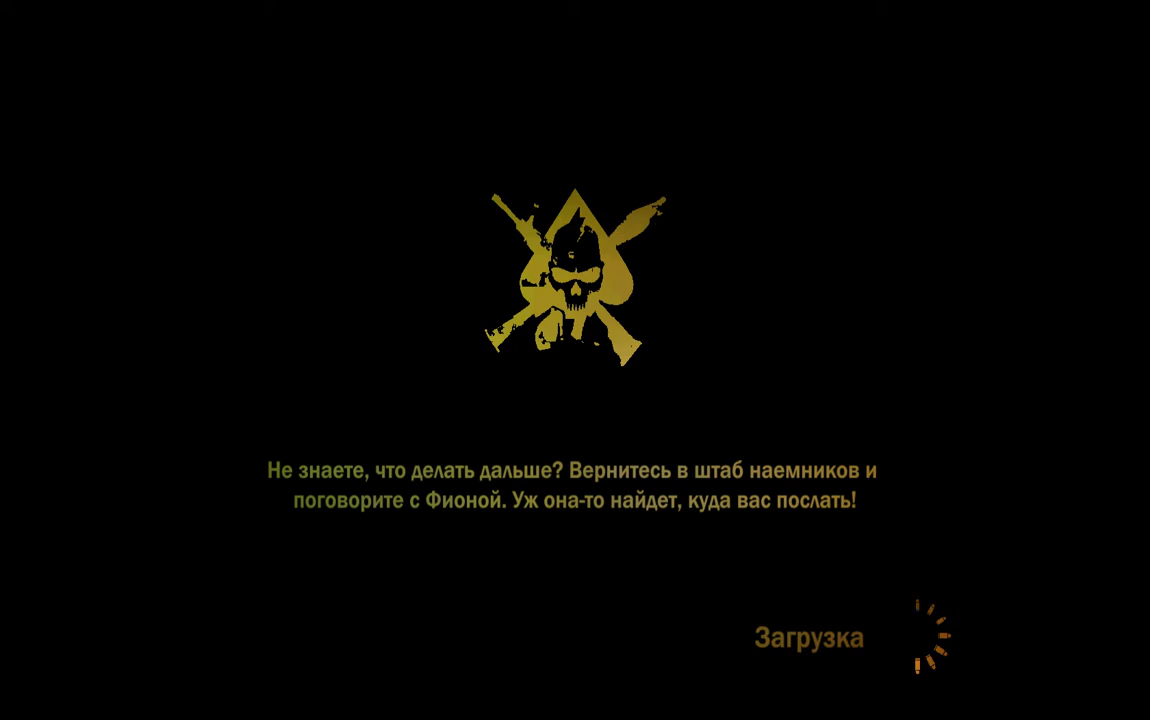 Не знаете, что делать дальше? Вернитесь в штаб наемников и
поговорите с Фионой. Уж она-то найдет, куда вас послать!
Загрузка